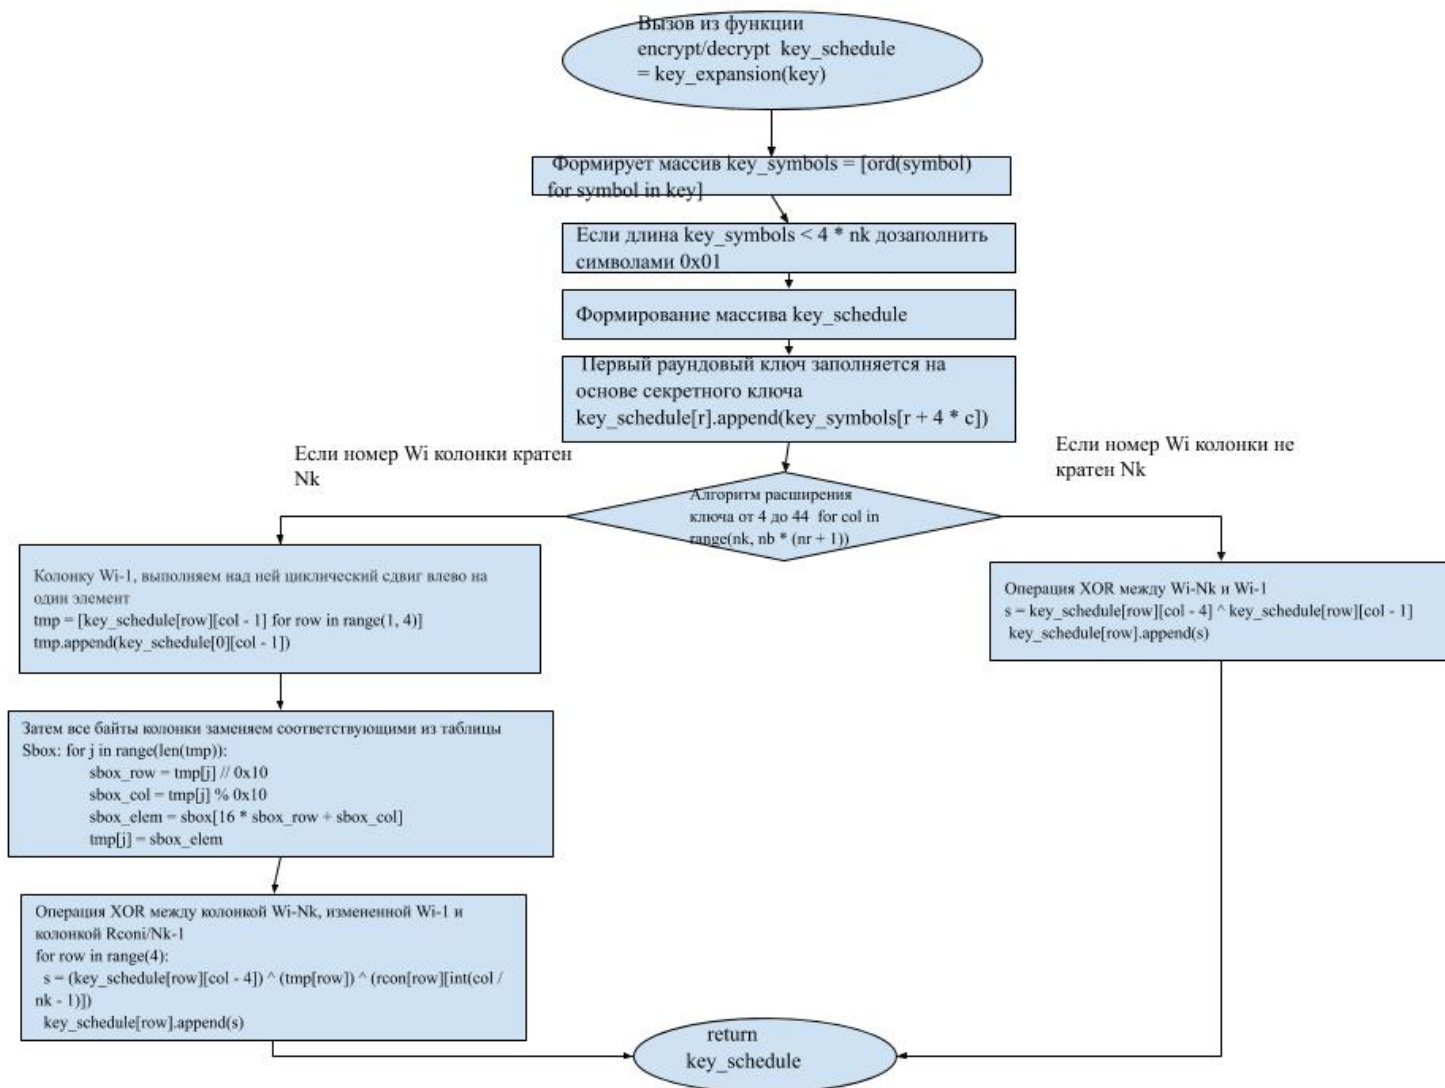 Вызов из функции
encrypt/decrypt key_schedule
= key_expansion(key)
Формирует массив key_symbols = [ord(symbol)
for symbol in key]
Если длина key_symbols < 4 * nk дозаполнить
символами 0x01
Формирование массива key_schedule
Первый раундовый ключ заполняется на
основе секретного ключа
key_schedule[r].append(key_symbols[r + 4 * c])
Если номер Wi колонки кратен
Nk
Если номер Wi колонки не
кратен Nk
Алгоритм расширения
ключа от 4 до 44 for col in
range(nk, nb * (nr + 1))
Колонку Wi-1, выполняем над ней циклический сдвиг влево на
один элемент
tmp = [key_schedule[row][col - 1] for row in range(1, 4)]
tmp.append(key_schedule[0][col - 1])
Операция XOR между Wi-Nk и Wi-1
s = key_schedule[row][col - 4] ^ key_schedule[row][col - 1]
key_schedule[row].append(s)
Затем все байты колонки заменяем соответствующими из таблицы
Sbox: for j in range(len(tmp)):
sbox_row = tmp[j] // 0x10
sbox_col = tmp[j] % 0x10
sbox_elem = sbox[16 * sbox_row + sbox_col]
tmp[j] = sbox_elem
Операция XOR между колонкой Wi-Nk, измененной Wi-1 и
колонкой Rconi/Nk-1
for row in range(4):
s = (key_schedule[row][col - 4]) ^ (tmp[row]) ^ (rcon[row][int(col /
nk - 1)])
key_schedule[row].append(s)
return
key_schedule